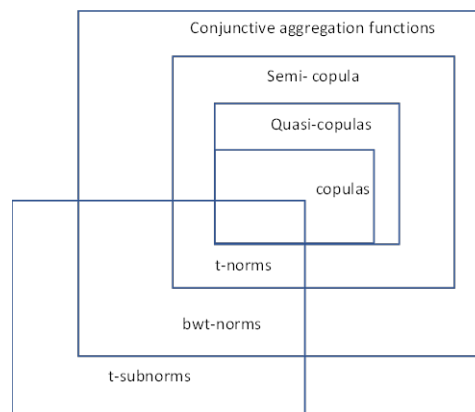 Conjunctive aggregation functions
Semi- copula
Quasi-copulas
copulas
t-norms
bwt-norms
t-subnorms